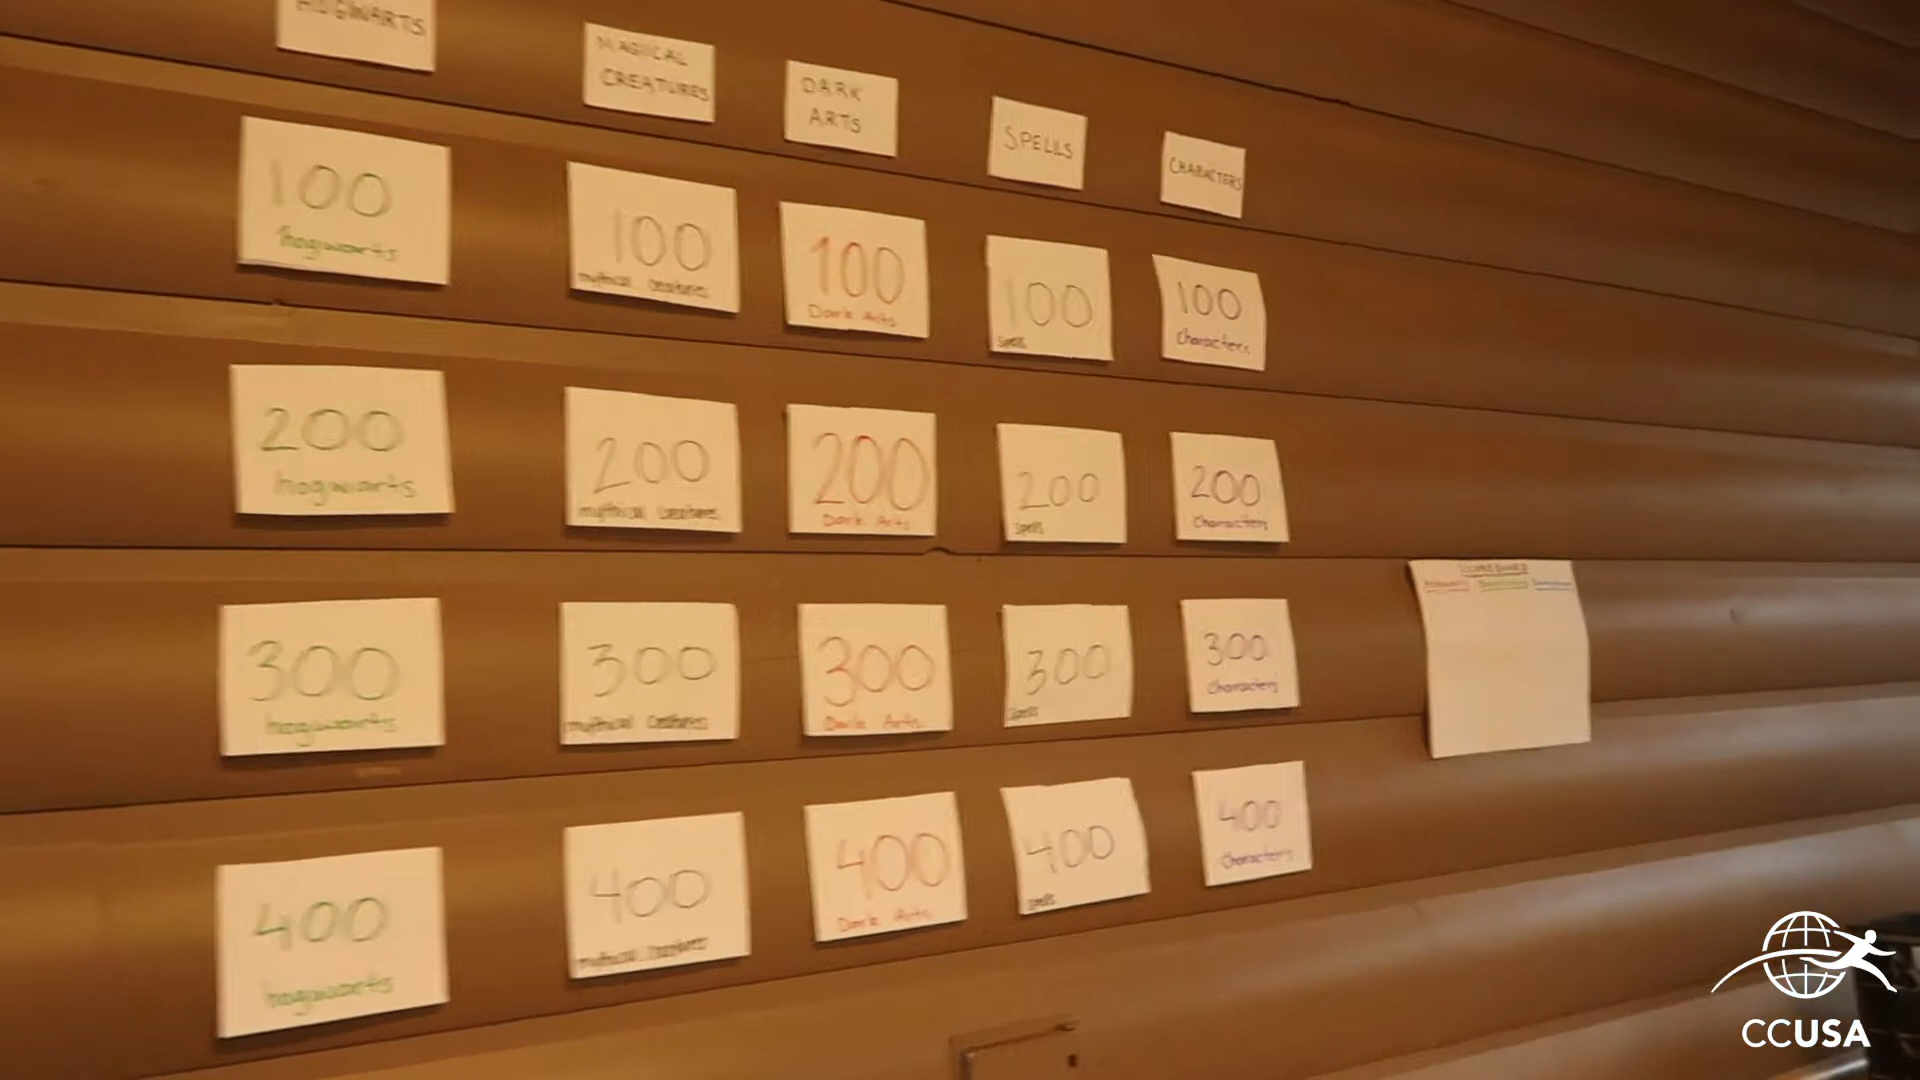 HOGWARTS
MAGICAL
CREATURES
DARK
ARTS
SPELLS
CHARACTERS
100
hogwarts
100
mythical creatures
100
Dark Arts
100
Spells
100
Characters
200
hogwarts
200
mythical creatures
200
Dark Arts
200
Spells
200
Characters
300
hogwarts
300
mythical creatures
300
Dark Arts
300
Spells
300
Characters
SCOREBOARD
400
hogwarts
400
mythical creatures
400
Dark Arts
400
Spells
400
Characters
CCUSA